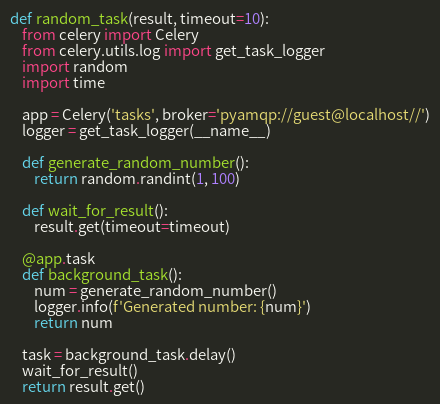 def random_task(result, timeout=10):
    from celery import Celery
    from celery.utils.log import get_task_logger
    import random
    import time

    app = Celery('tasks', broker='pyamqp://guest@localhost//')
    logger = get_task_logger(__name__)

    def generate_random_number():
        return random.randint(1, 100)

    def wait_for_result():
        result.get(timeout=timeout)

    @app.task
    def background_task():
        num = generate_random_number()
        logger.info(f'Generated number: {num}')
        return num

    task = background_task.delay()
    wait_for_result()
    return result.get()